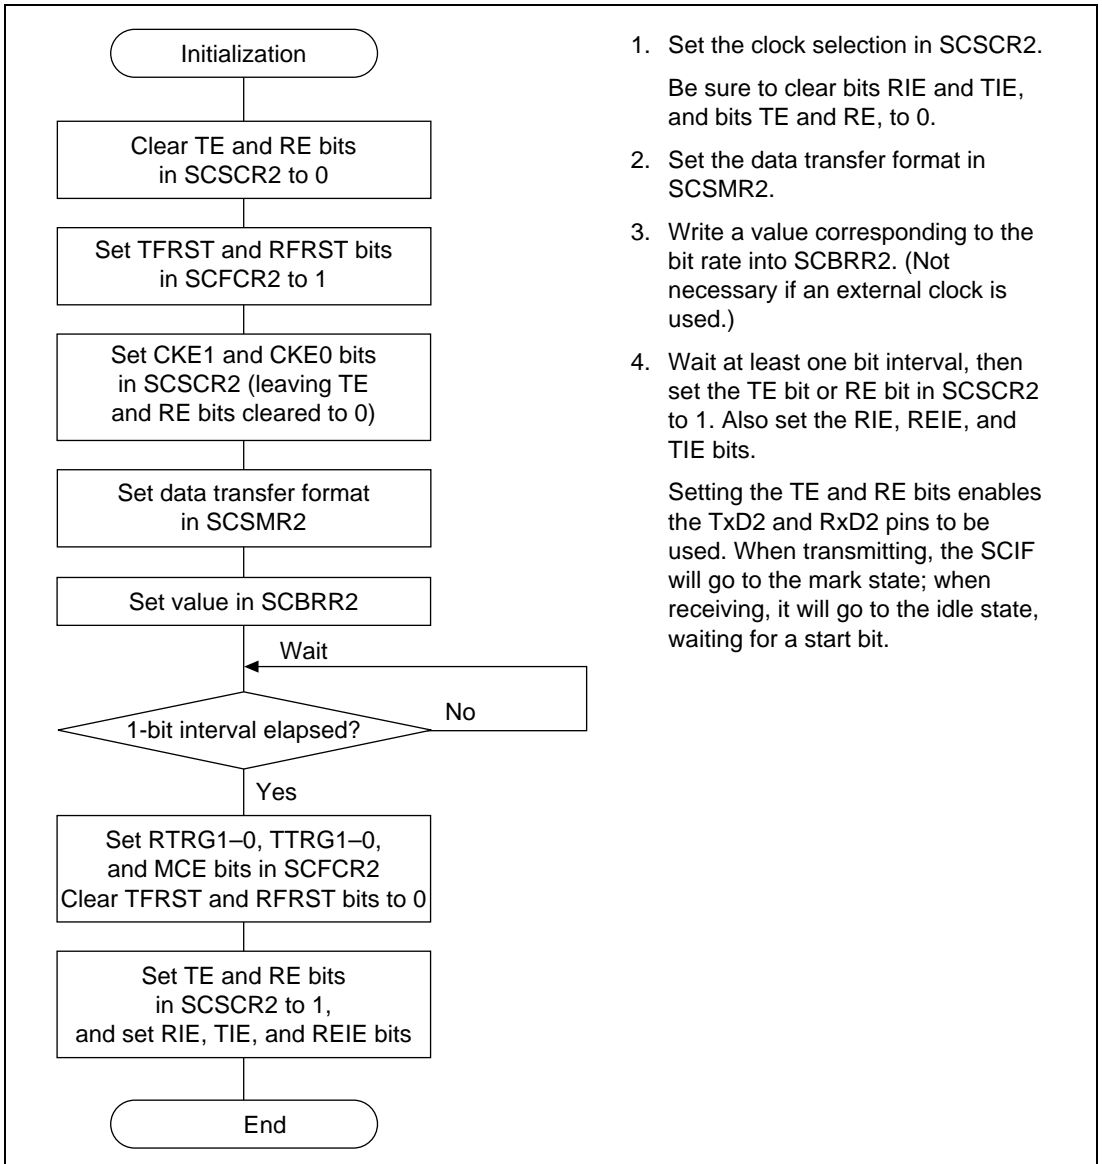 Initialization
Clear TE and RE bits
in SCSCR2 to 0
Set TFRST and RFRST bits
in SCFCR2 to 1
Set CKE1 and CKE0 bits
in SCSCR2 (leaving TE
and RE bits cleared to 0)
Set data transfer format
in SCSMR2
Set value in SCBRR2
Wait
1-bit interval elapsed?
No
Yes
Set RTRG1–0, TTRG1–0,
and MCE bits in SCFCR2
Clear TFRST and RFRST bits to 0
Set TE and RE bits
in SCSCR2 to 1,
and set RIE, TIE, and REIE bits
End
1. Set the clock selection in SCSCR2.
Be sure to clear bits RIE and TIE,
and bits TE and RE, to 0.
2. Set the data transfer format in
SCSMR2.
3. Write a value corresponding to the
bit rate into SCBRR2. (Not
necessary if an external clock is
used.)
4. Wait at least one bit interval, then
set the TE bit or RE bit in SCSCR2
to 1. Also set the RIE, REIE, and
TIE bits.
Setting the TE and RE bits enables
the TxD2 and RxD2 pins to be
used. When transmitting, the SCIF
will go to the mark state; when
receiving, it will go to the idle state,
waiting for a start bit.